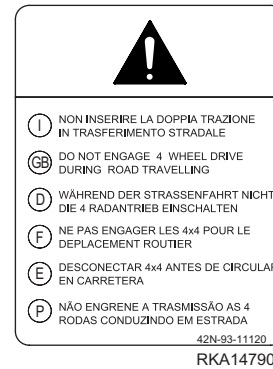 I NON INSERIRE LA DOPPIA TRAZIONE
IN TRASFERIMENTO STRADALE
GB DO NOT ENGAGE 4 WHEEL DRIVE
DURING ROAD TRAVELLING
D WÄHREND DER STRASSENFAHRT NICHT
DIE 4 RADANTRIEB EINSCHALTEN
F NE PAS ENGAGER LES 4x4 POUR LE
DEPLACEMENT ROUTIER
E DESCONECTAR 4x4 ANTES DE CIRCULAR
EN CARRETERA
P NÃO ENGRENE A TRASMISSÃO AS 4
RODAS CONDUZINDO EM ESTRADA
42N-93-11120
RKA14790